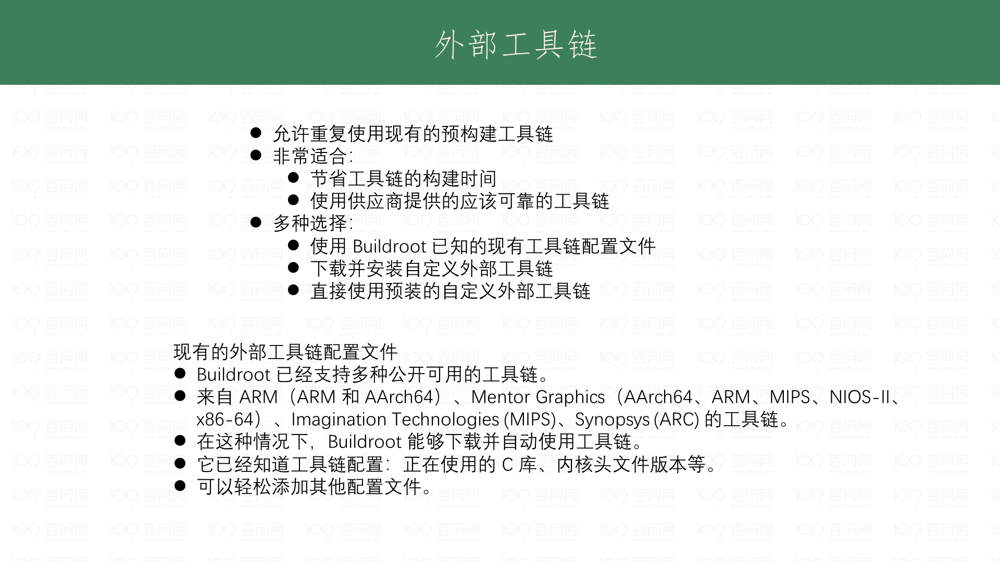 外部工具链
● 允许重复使用现有的预构建工具链
● 非常适合：
● 节省工具链的构建时间
● 使用供应商提供的应该可靠的工具链
● 多种选择：
● 使用 Buildroot 已知的现有工具链配置文件
● 下载并安装自定义外部工具链
● 直接使用预装的自定义外部工具链
现有的外部工具链配置文件
● Buildroot 已经支持多种公开可用的工具链。
● 来自 ARM（ARM 和 AArch64）、Mentor Graphics（AArch64、ARM、MIPS、NIOS-II、
x86-64）、Imagination Technologies (MIPS)、Synopsys (ARC) 的工具链。
● 在这种情况下，Buildroot 能够下载并自动使用工具链。
● 它已经知道工具链配置：正在使用的 C 库、内核头文件版本等。
● 可以轻松添加其他配置文件。